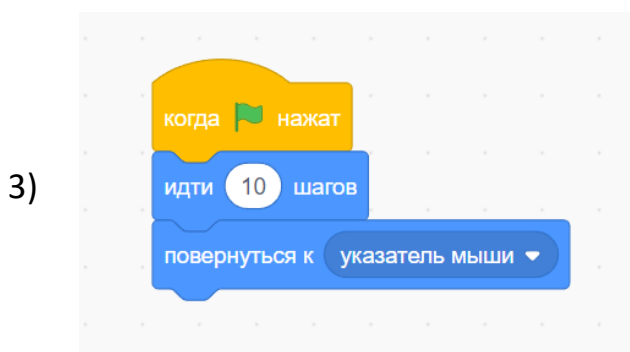 когда нажат
3)
идти 10 шагов
повернуться к указатель мыши